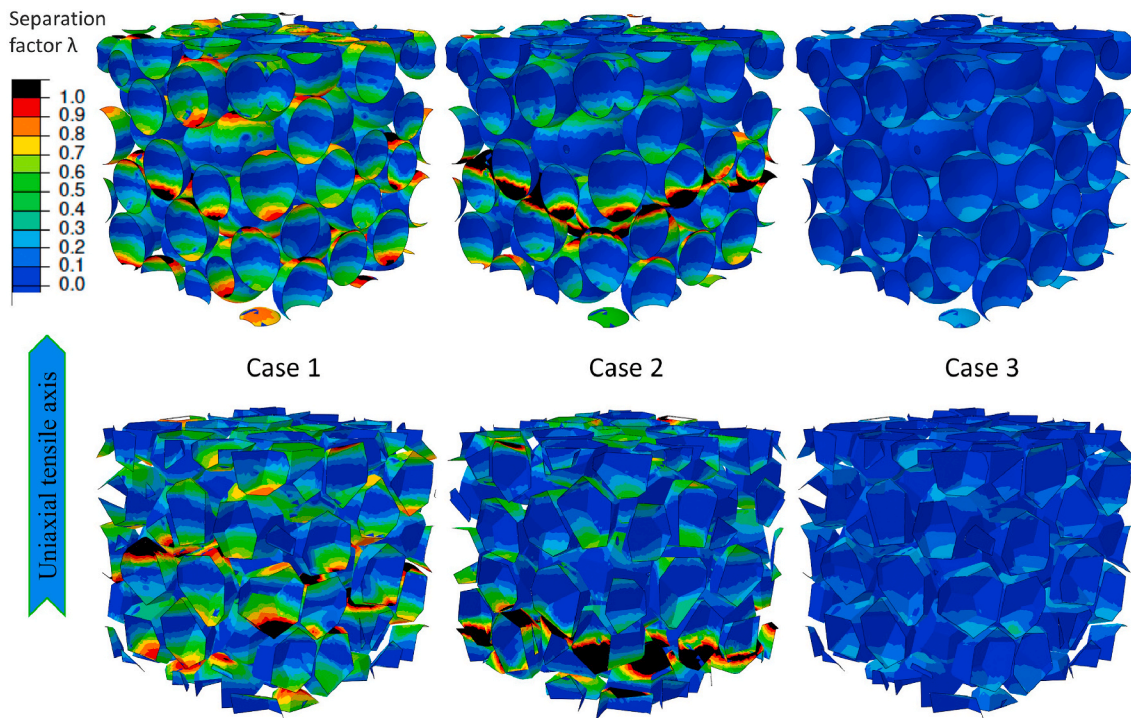 Separation
factor λ
1.0
0.9
0.8
0.7
0.6
0.5
0.4
0.3
0.2
0.1
0.0
Case 1
Case 2
Case 3
Uniaxial tensile axis